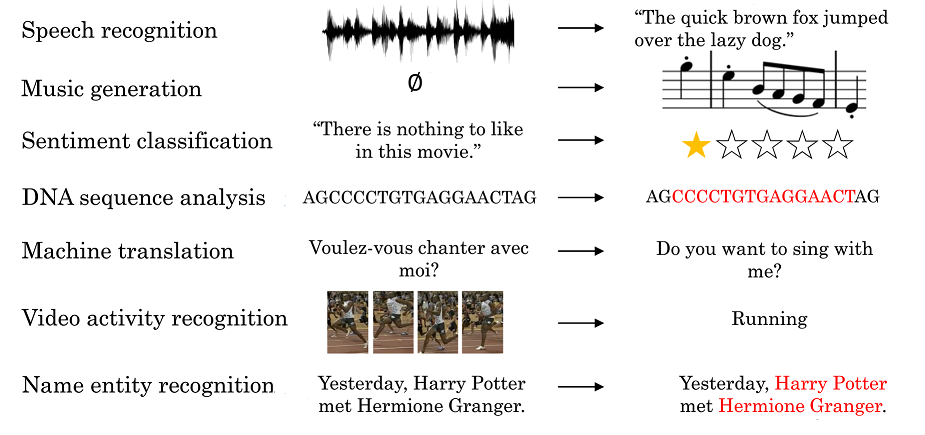 Speech recognition
“The quick brown fox jumped
over the lazy dog.”
Music generation
∅
Sentiment classification
“There is nothing to like
in this movie.”
DNA sequence analysis
AGCCCCTGTGAGGAACTAG
AGCCCCTGTGAGGAACTAG
Machine translation
Voulez-vous chanter avec
moi?
Do you want to sing with
me?
Video activity recognition
Running
Name entity recognition
Yesterday, Harry Potter
met Hermione Granger.
Yesterday, Harry Potter
met Hermione Granger.